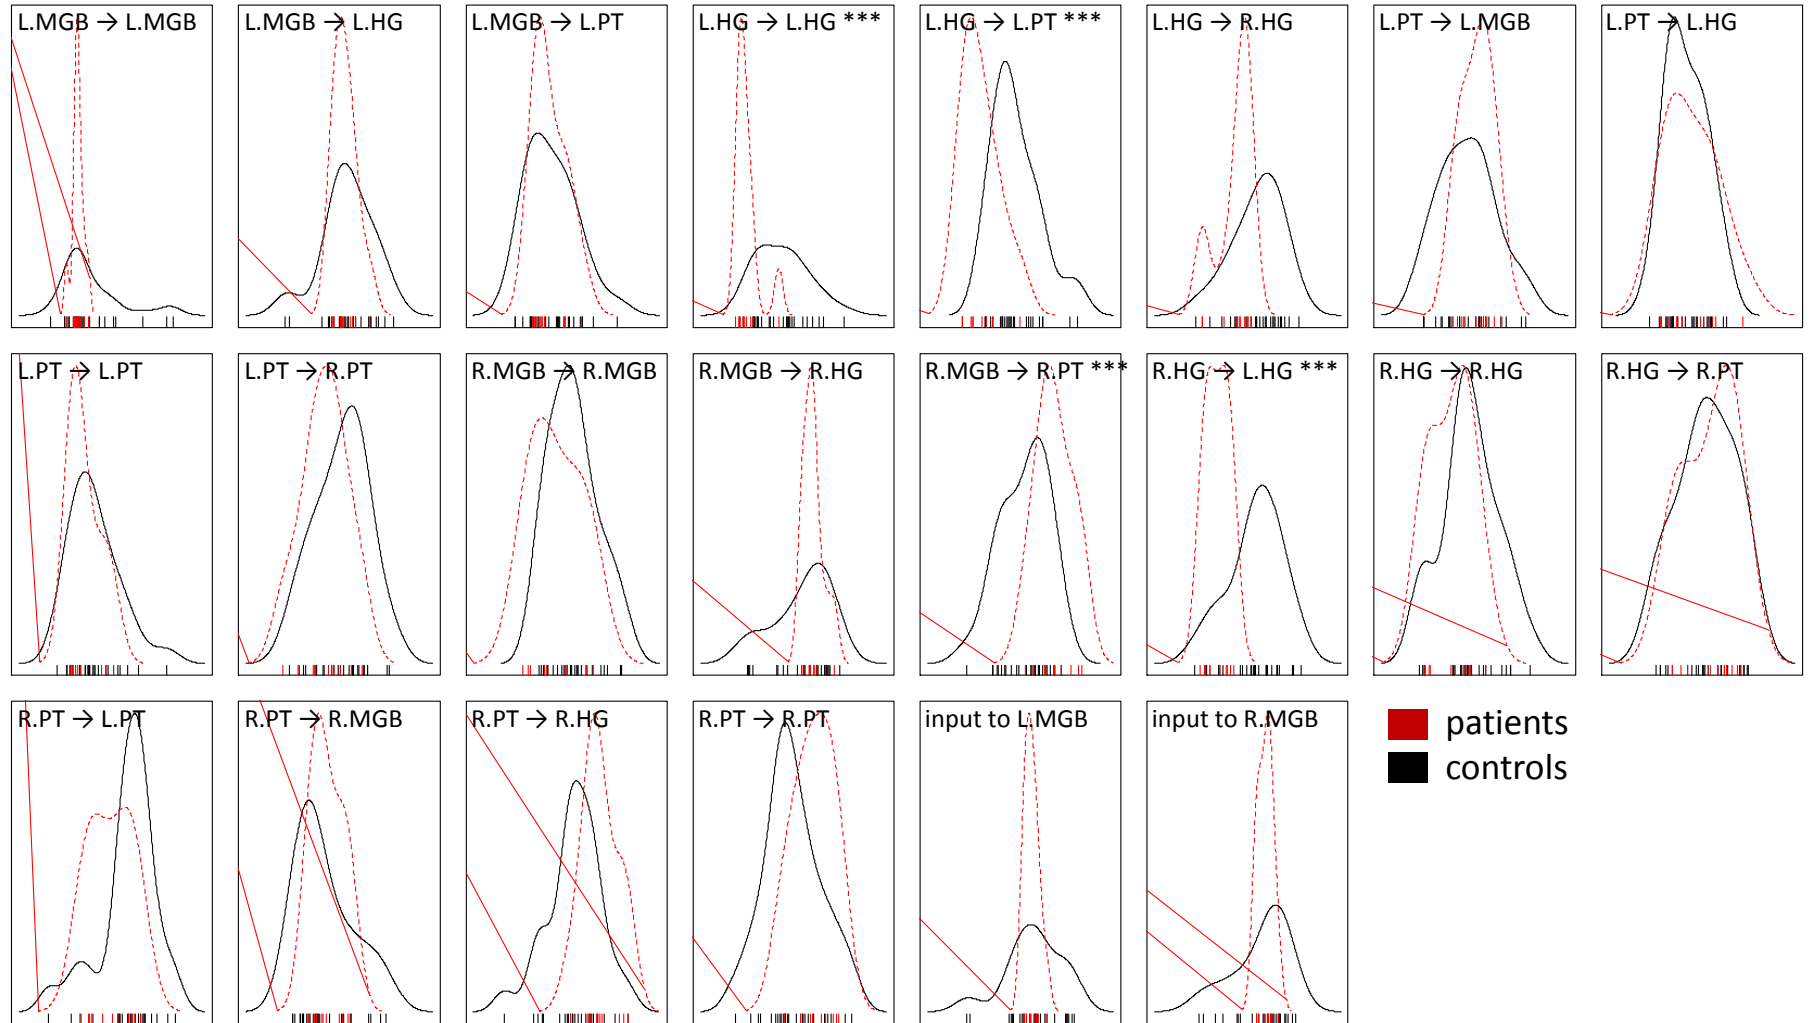 L.MGB → L.MGB
L.MGB → L.HG
L.MGB → L.PT
L.HG → L.HG ***
L.HG → L.PT ***
L.HG → R.HG
L.PT → L.MGB
L.PT → L.HG
L.PT → L.PT
L.PT → R.PT
R.MGB → R.MGB
R.MGB → R.HG
R.MGB → R.PT ***
R.HG → L.HG ***
R.HG → R.HG
R.HG → R.PT
R.PT → L.PT
R.PT → R.MGB
R.PT → R.HG
R.PT → R.PT
input to L.MGB
input to R.MGB
patients
controls